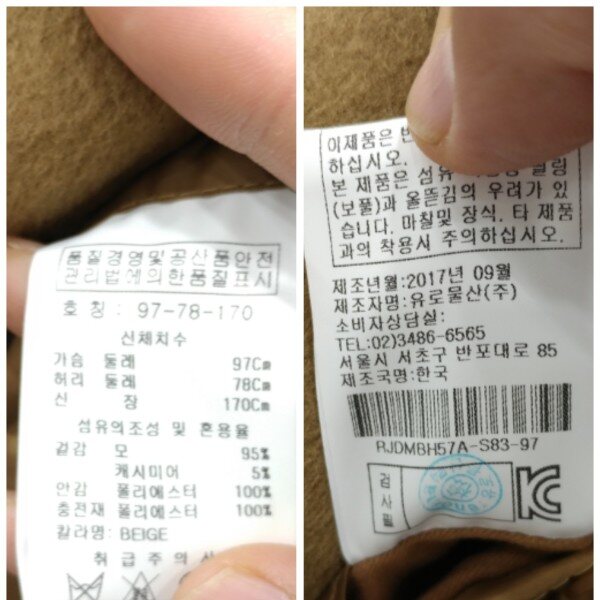 품질경영및공산품안전
관리법에의한품질표시
호 칭 : 97-78-170
신체치수
가슴 둘레 97Cm
허리 둘레 78Cm
신 장 170Cm
섬유의조성 및 혼용율
겉감 모 95%
캐시미어 5%
안감 폴리에스터 100%
충전재 폴리에스터 100%
칼라명: BEIGE
취 급 주 의 사
이제품은
하십시오.
본 제품은 섬유 필링
(보풀)과 올뜯김의 우려가 있
습니다. 마찰및 장식. 타 제품
과의 착용시 주의하십시오.
제조년월:2017년 09월
제조자명:유로물산(주)
소비자상담실:
TEL:02)3486-6565
서울시 서초구 반포대로 85
제조국명:한국
RJDMBH57A-S83-97
검사필